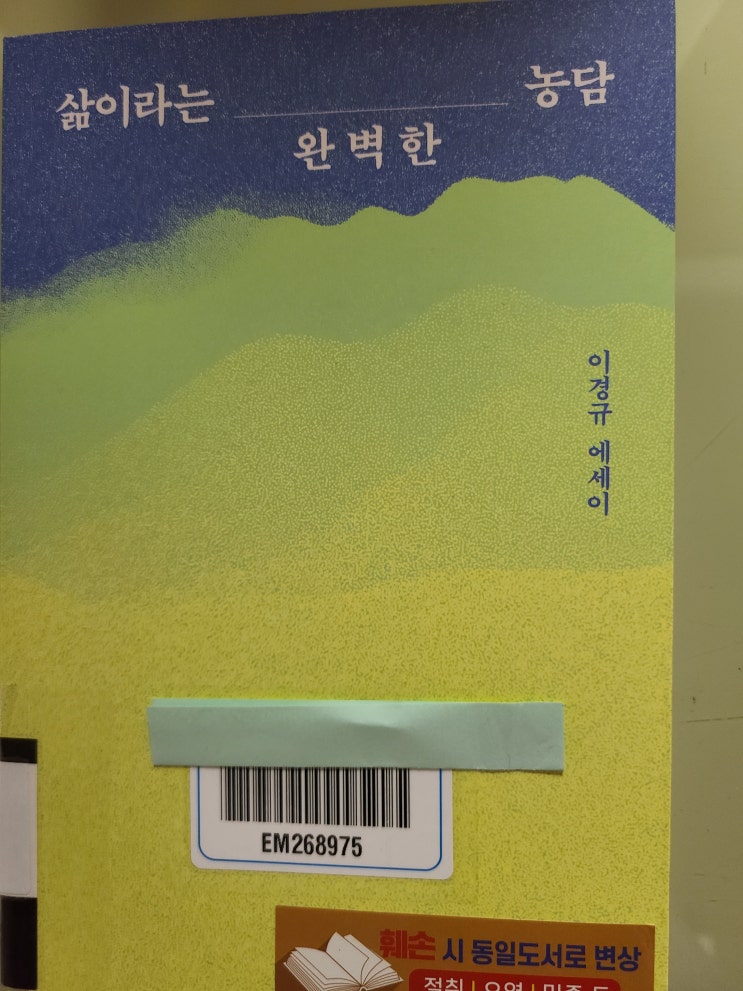 삶이라는 농담
완벽한
이경규 에세이
EM268975
훼손 시 동일도서로 변상